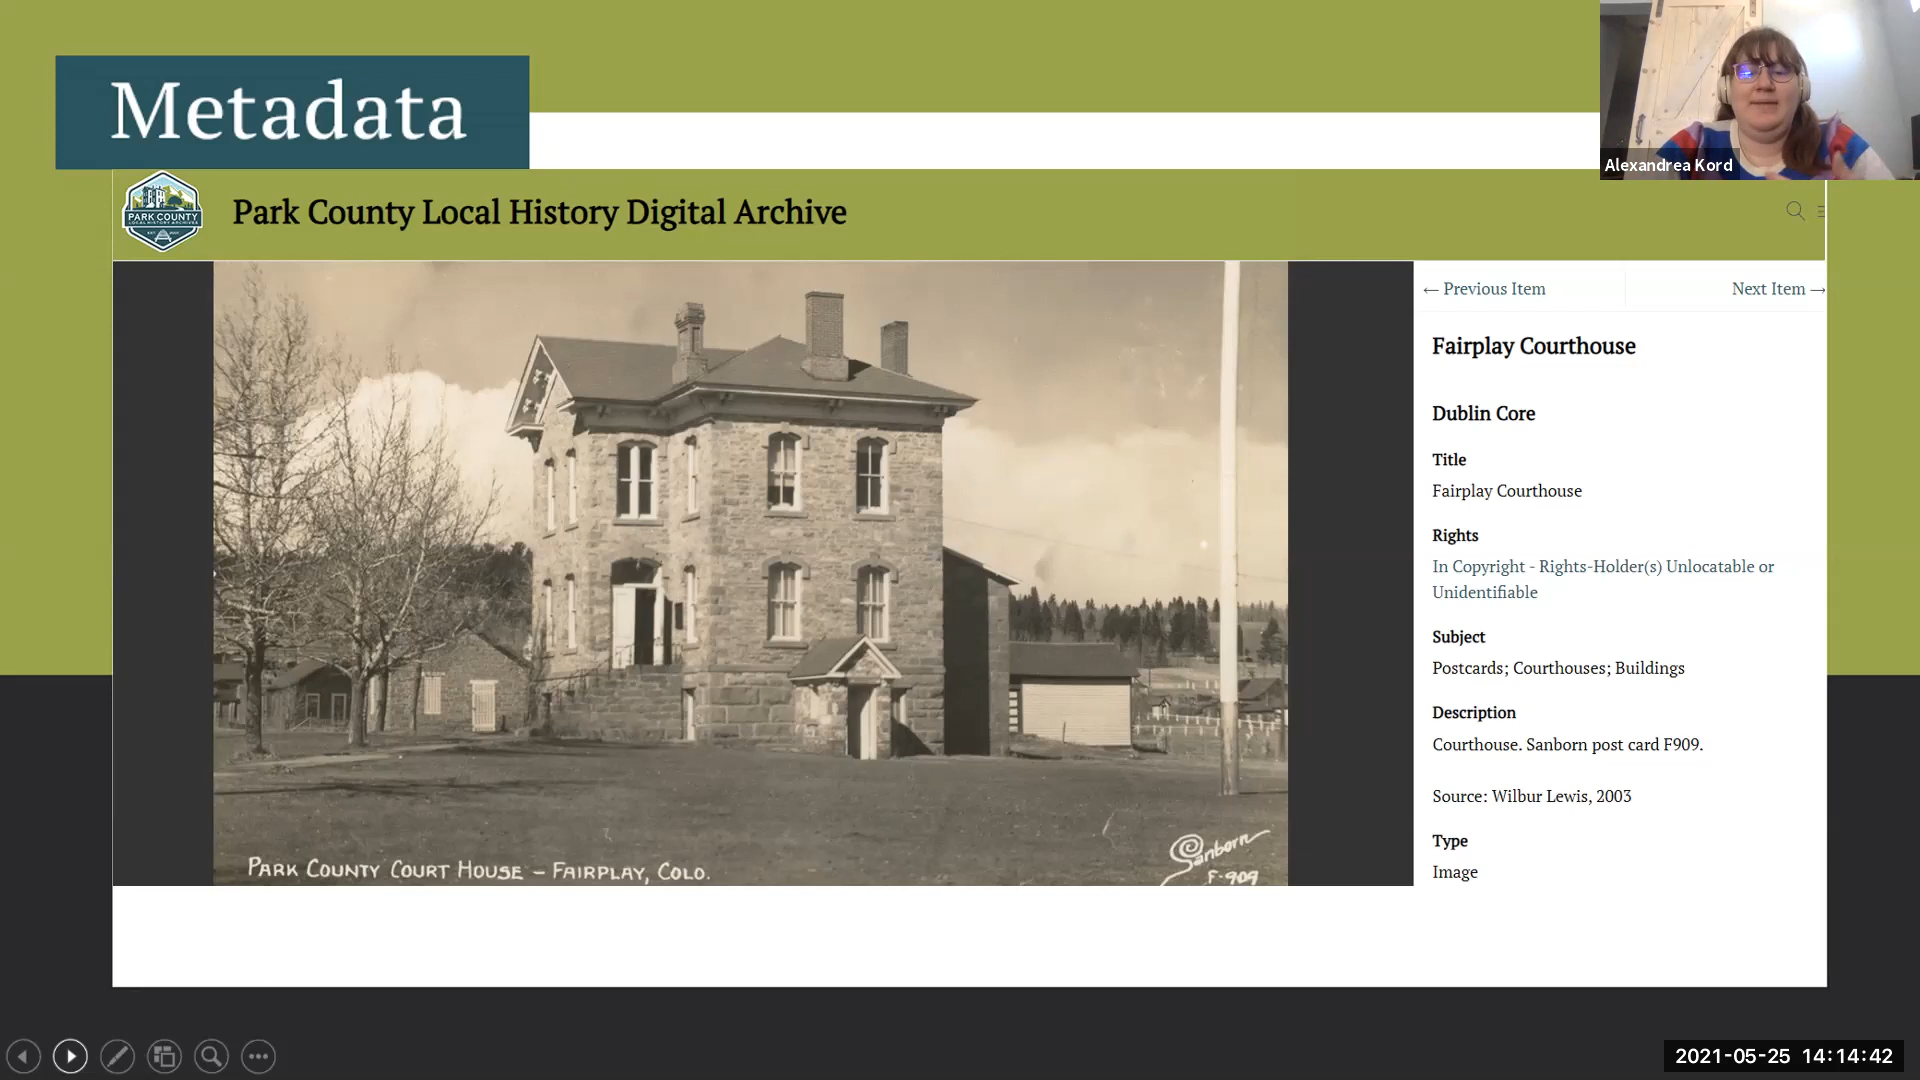 Metadata
Alexandrea Kord
PARK COUNTY
LOCAL HISTORY ARCHIVES
Park County Local History Digital Archive
← Previous Item
Next Item →
Fairplay Courthouse
Dublin Core
Title
Fairplay Courthouse
Rights
In Copyright - Rights-Holder(s) Unlocatable or
Unidentifiable
Subject
Postcards; Courthouses; Buildings
Description
Courthouse. Sanborn post card F909.
Source: Wilbur Lewis, 2003
Type
Image
PARK COUNTY COURT HOUSE – FAIRPLAY, COLO.
Sanborn
F-909
2021-05-25 14:14:42